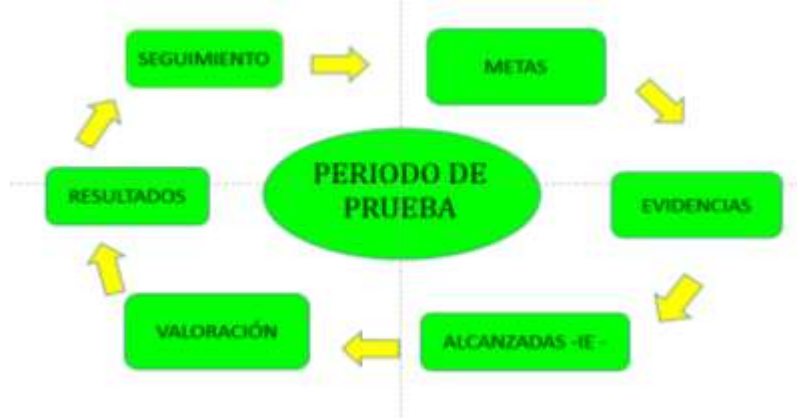 SEGUIMIENTO
METAS
PERIODO DE
PRUEBA
RESULTADOS
EVIDENCIAS
VALORACIÓN
ALCANZADAS -IE -